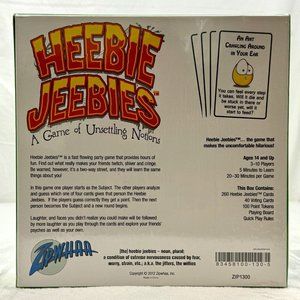 HEEBIE
JEEBIES™
A Game of Unsettling Notions
AN ANT
CRAWLING AROUND
IN YOUR EAR
You can feel every step
it takes. Will it die and
be stuck in there or
worse yet, will it
start to feed?
Heebie Jeebies™... the game that
makes the uncomfortable hilarious!
Heebie Jeebies™ is a fast flowing party game that provides hours of
fun. Find out what really makes your friends twitch, shiver and cringe.
Be warned, however, it's a two-way street, and they will learn the same
things about you!
Ages 14 and Up
3-10 Players
5 Minutes to Learn
20-30 Minutes per Game
In this game one player starts as the Subject. The other players analyze
and guess which one of four cards gives that person the Heebie
Jeebies. If the players guess correctly they get a point. Then the next
person becomes the Subject and a new round begins.
This Box Contains:
260 Heebie Jeebies™ Cards
40 Voting Cards
100 Point Tokens
Playing Board
Quick Play Rules
Laughter, and faces you didn't realize you could make will be followed
by more laughter as you play through the cards and explore your friends'
psyches as well as your own.
ZIPWHAA
[the] heebie jeebies - noun, plural:
a condition of extreme nervousness caused by fear,
worry, strain, etc.; a.k.a. the jitters, the willies
Copyright © 2012 Zipwhaa, Inc.
83458100130-5
ZIP1300